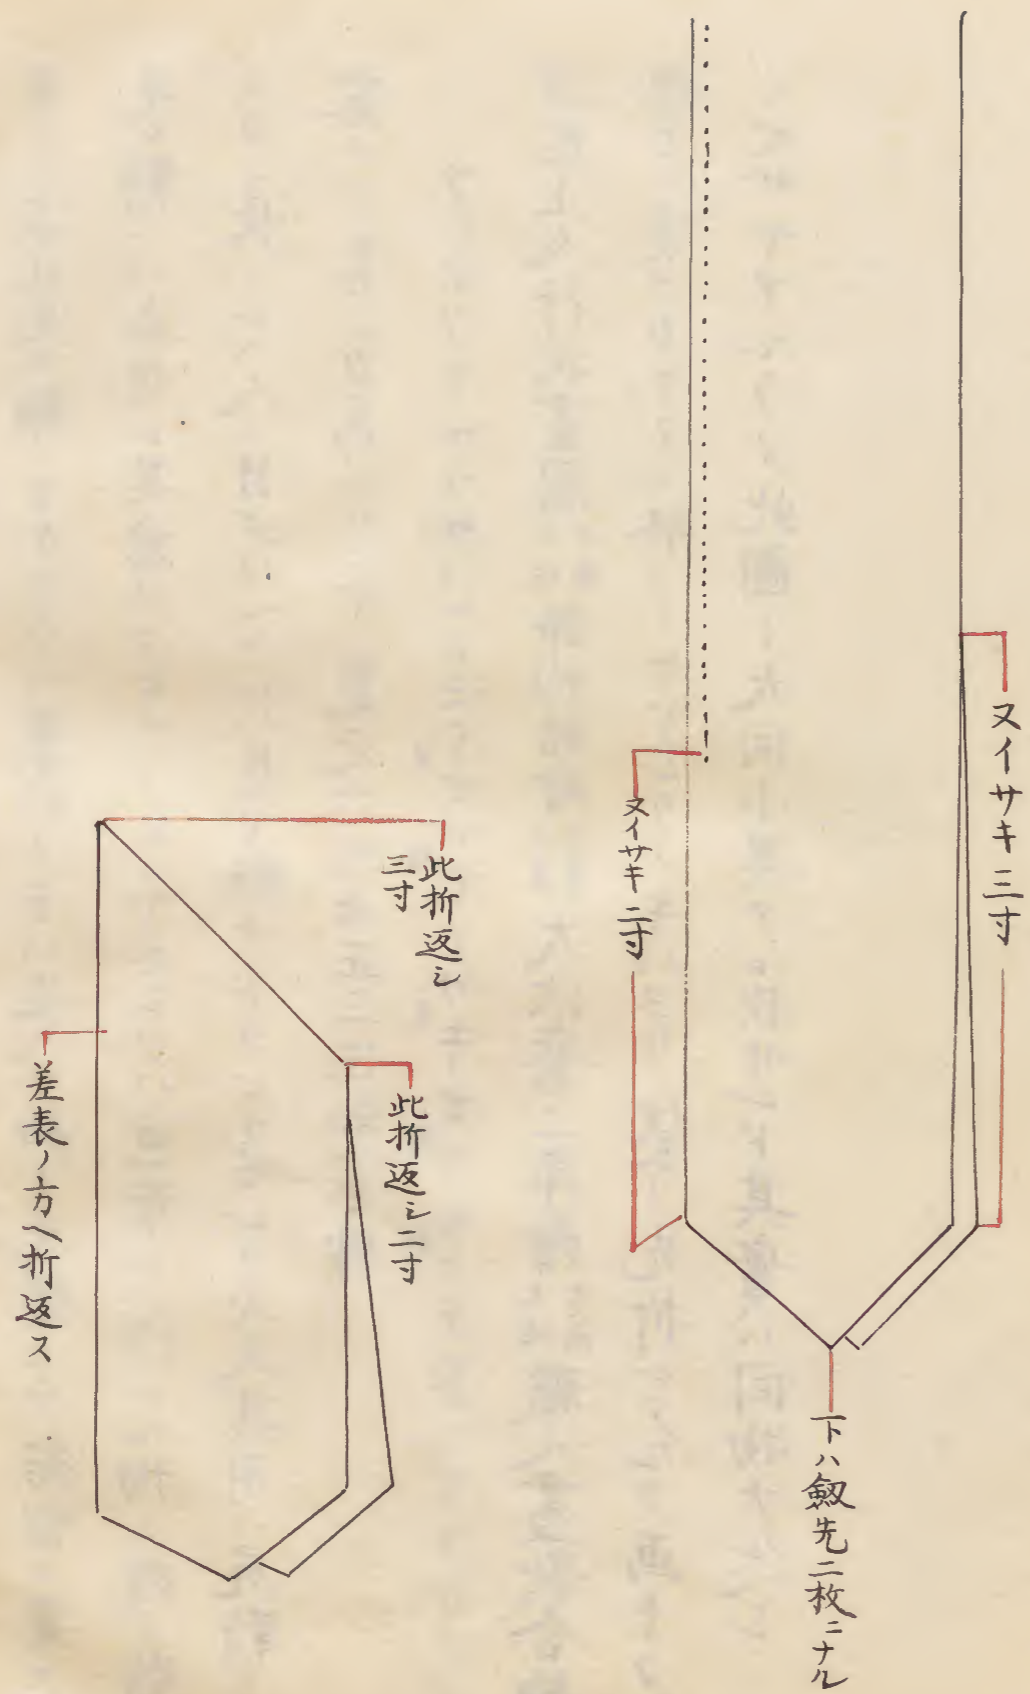 ヌイサキ三寸
下ハ劔先二枚ニナル
ヌイサキ二寸
此折返シ
三寸
此折返シ二寸
差表ノ方ヘ折返ス